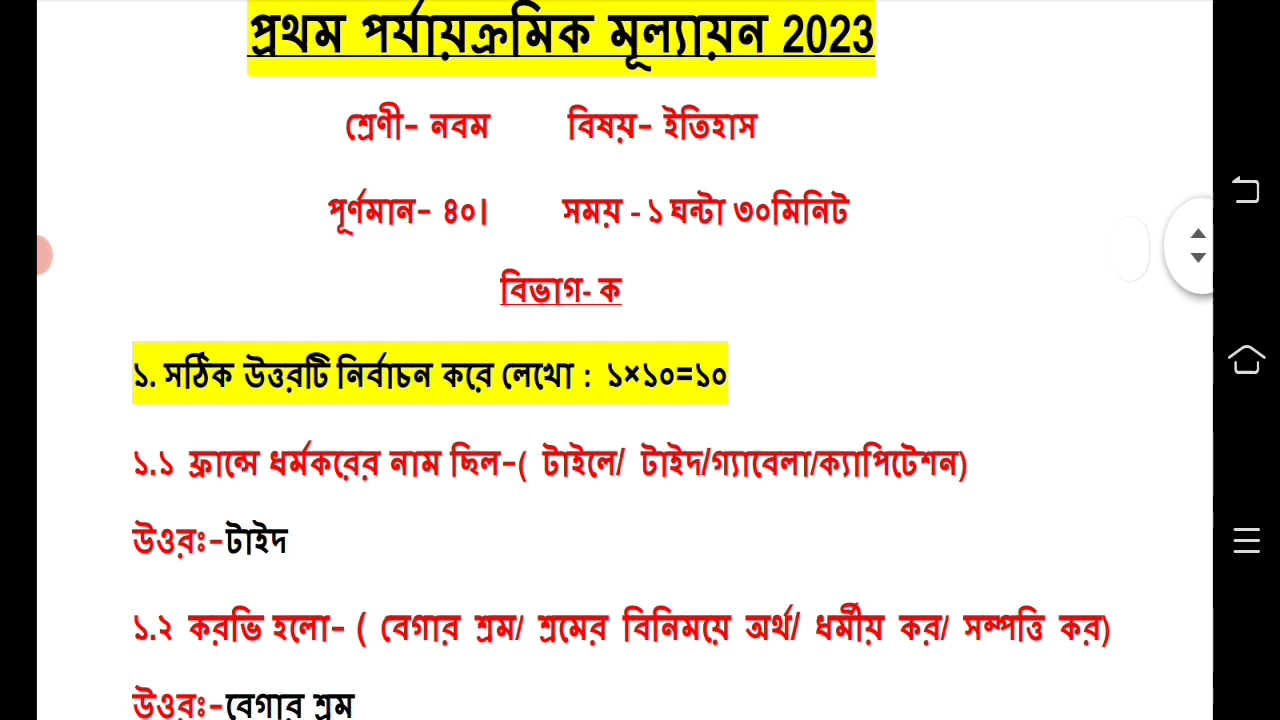 প্রথম পর্যায়ক্রমিক মূল্যায়ন 2023
শ্রেণী- নবম বিষয়- ইতিহাস
পূর্ণমান- ৪০। সময় - ১ ঘন্টা ৩০মিনিট
বিভাগ- ক
১. সঠিক উত্তরটি নির্বাচন করে লেখো : ১×১০=১০
১.১ ফ্রান্সে ধর্মকরের নাম ছিল-( টাইলে/ টাইদ/গ্যাবেলা/ক্যাপিটেশন)
উওরঃ-টাইদ
১.২ করভি হলো- ( বেগার শ্রম/ শ্রমের বিনিময়ে অর্থ/ ধর্মীয় কর/ সম্পত্তি কর)
উওরঃ-বেগার শ্রম